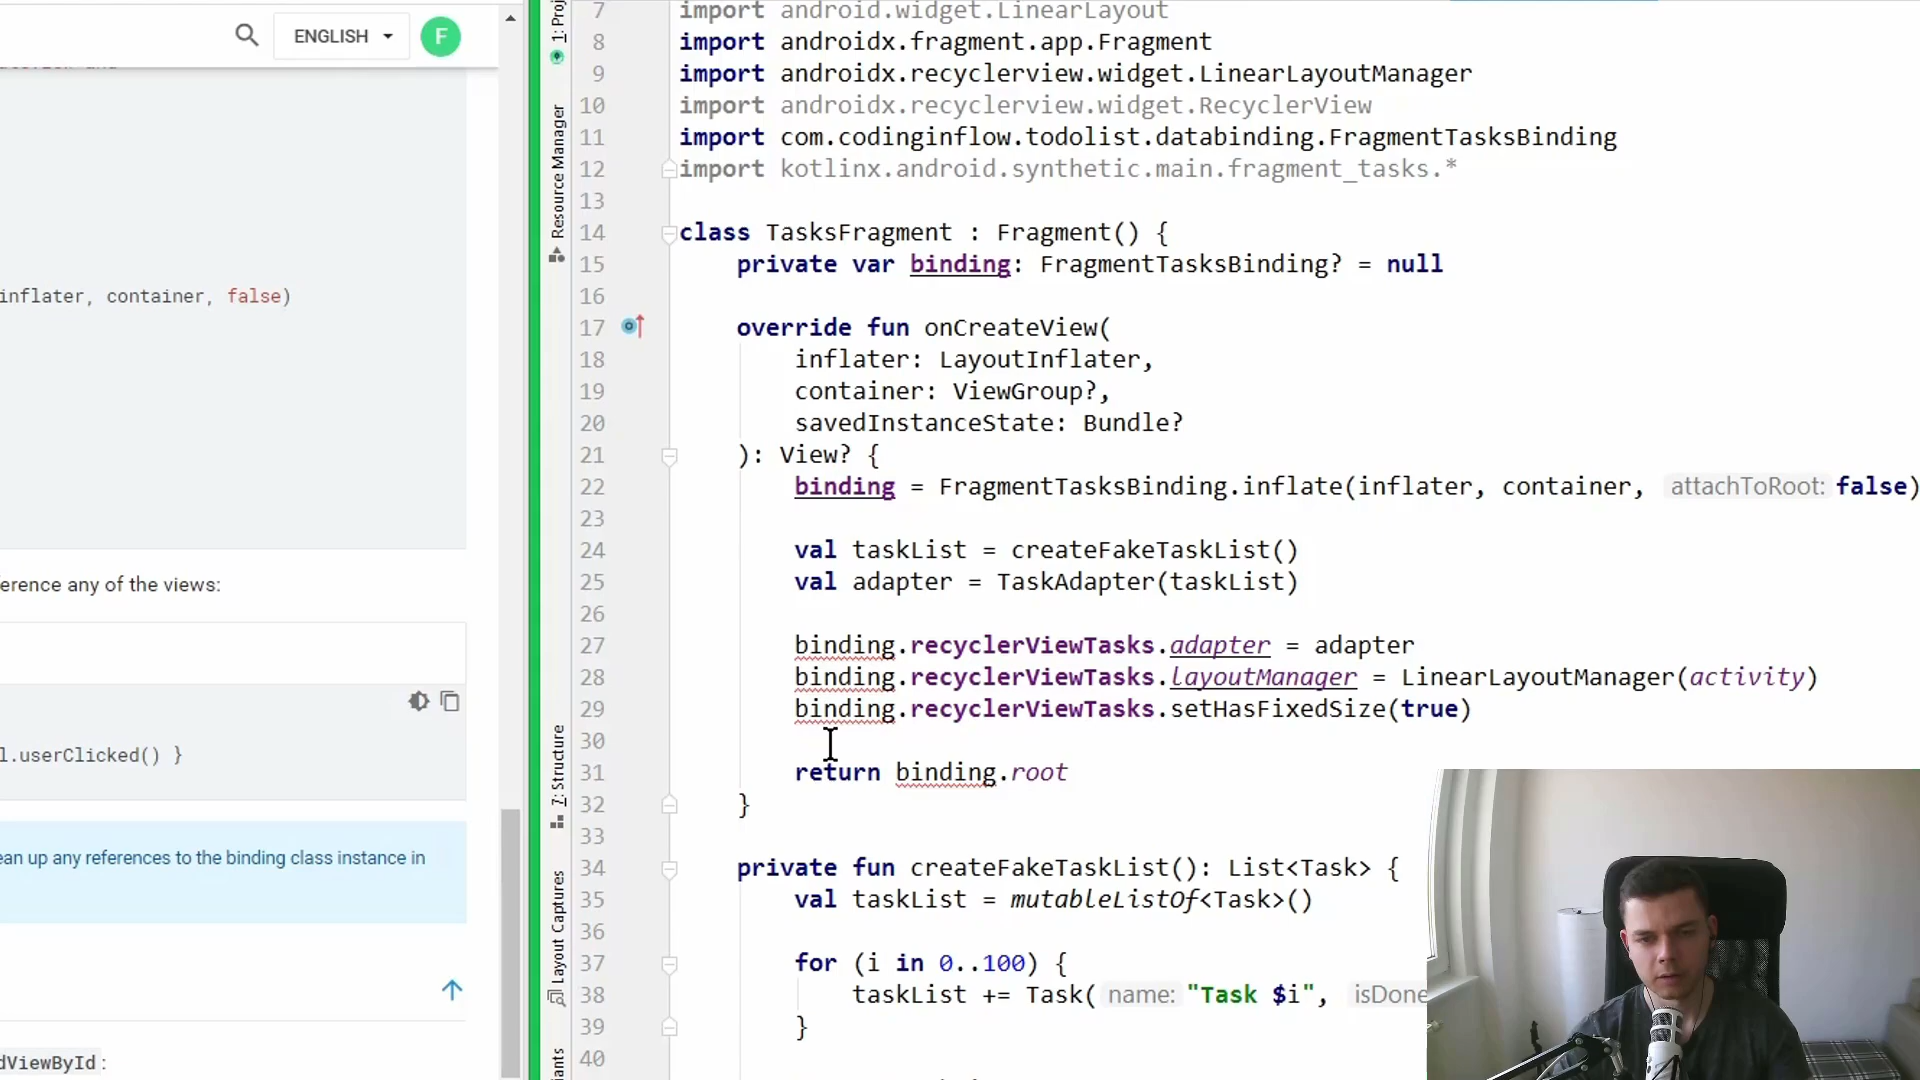 ENGLISH
F
inflater, container, false)
erence any of the views:
l.userClicked() }
ean up any references to the binding class instance in
dViewById:
1: Proj
Resource Manager
7: Structure
Layout Captures
iants
7 import android.widget.LinearLayout
8 import androidx.fragment.app.Fragment
9 import androidx.recyclerview.widget.LinearLayoutManager
10 import androidx.recyclerview.widget.RecyclerView
11 import com.codinginflow.todolist.databinding.FragmentTasksBinding
12 import kotlinx.android.synthetic.main.fragment_tasks.*
13
14 class TasksFragment : Fragment() {
15 private var binding: FragmentTasksBinding? = null
16
17 override fun onCreateView(
18 inflater: LayoutInflater,
19 container: ViewGroup?,
20 savedInstanceState: Bundle?
21 ): View? {
22 binding = FragmentTasksBinding.inflate(inflater, container, attachToRoot: false)
23
24 val taskList = createFakeTaskList()
25 val adapter = TaskAdapter(taskList)
26
27 binding.recyclerViewTasks.adapter = adapter
28 binding.recyclerViewTasks.layoutManager = LinearLayoutManager(activity)
29 binding.recyclerViewTasks.setHasFixedSize(true)
30
31 return binding.root
32 }
33
34 private fun createFakeTaskList(): List<Task> {
35 val taskList = mutableListOf<Task>()
36
37 for (i in 0..100) {
38 taskList += Task( name: "Task $i", isDone
39 }
40